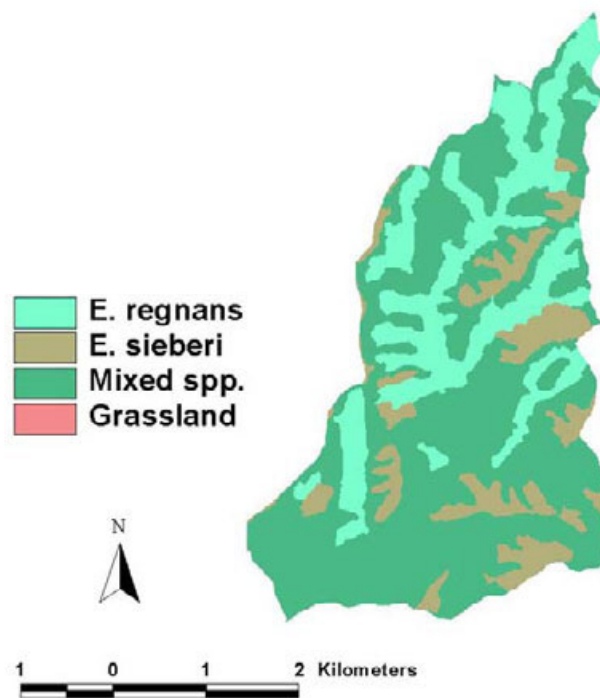 E. regnans
E. sieberi
Mixed spp.
Grassland
N
1 0 1 2 Kilometers